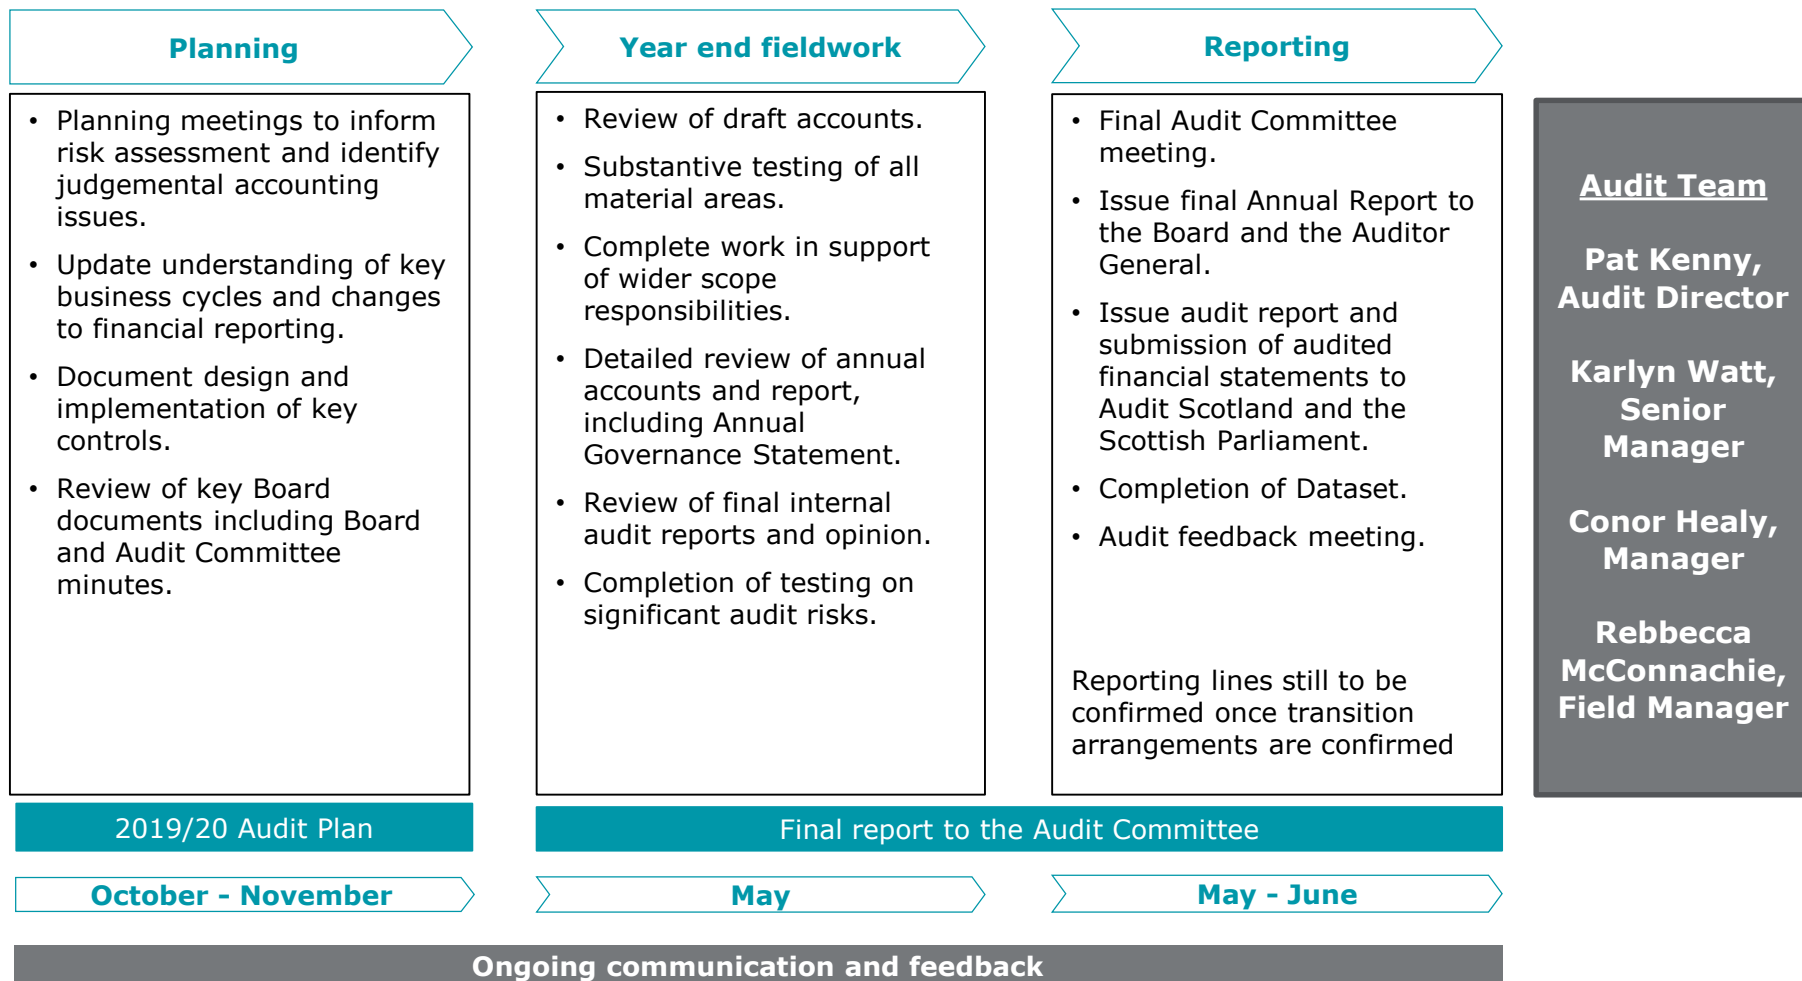 Planning
• Planning meetings to inform
risk assessment and identify
judgemental accounting
issues.
• Update understanding of key
business cycles and changes
to financial reporting.
• Document design and
implementation of key
controls.
• Review of key Board
documents including Board
and Audit Committee
minutes.
2019/20 Audit Plan
October - November
Year end fieldwork
• Review of draft accounts.
• Substantive testing of all
material areas.
• Complete work in support
of wider scope
responsibilities.
• Detailed review of annual
accounts and report,
including Annual
Governance Statement.
• Review of final internal
audit reports and opinion.
• Completion of testing on
significant audit risks.
Reporting
• Final Audit Committee
meeting.
• Issue final Annual Report to
the Board and the Auditor
General.
• Issue audit report and
submission of audited
financial statements to
Audit Scotland and the
Scottish Parliament.
• Completion of Dataset.
• Audit feedback meeting.
Reporting lines still to be
confirmed once transition
arrangements are confirmed
Final report to the Audit Committee
May
May - June
Audit Team
Pat Kenny,
Audit Director
Karlyn Watt,
Senior
Manager
Conor Healy,
Manager
Rebbecca
McConnachie,
Field Manager
Ongoing communication and feedback